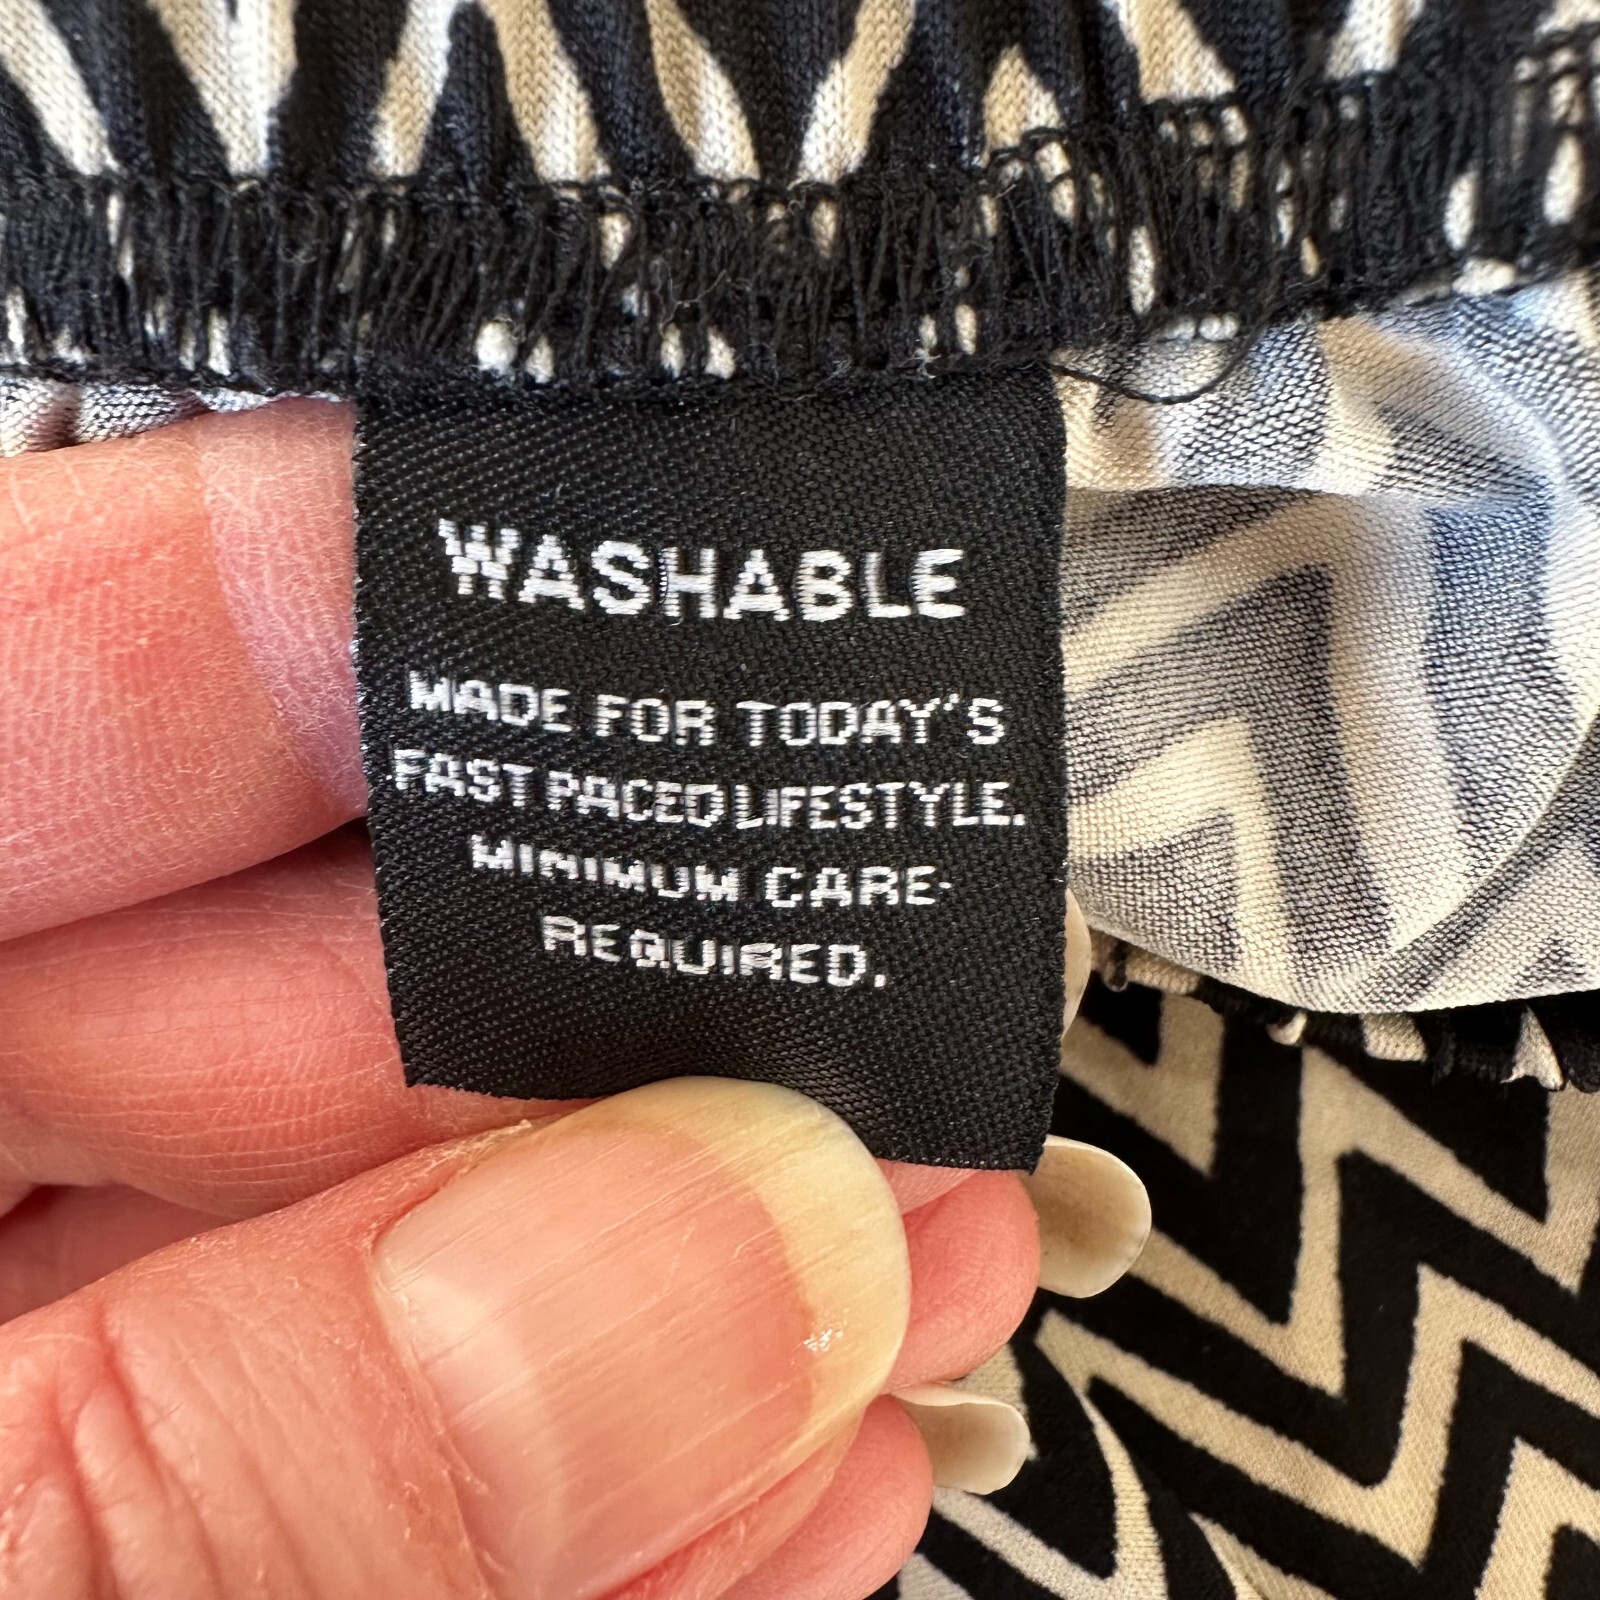 WASHABLE
MADE FOR TODAY'S
FAST PACED LIFESTYLE.
MINIMUM CARE-
REQUIRED.